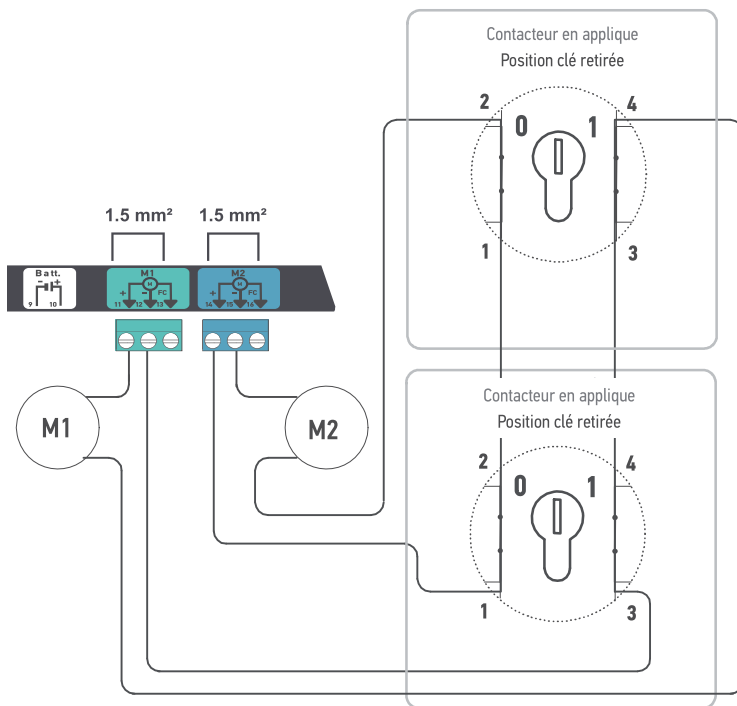 Contacteur en applique
Position clé retirée
2
4
0
1
1
3
1.5 mm²
1.5 mm²
Batt.
- +
9 10
M1
M
+ - FC
11 12 13
M2
M
+ - FC
14 15 16
M1
M2
Contacteur en applique
Position clé retirée
2
4
0
1
1
3